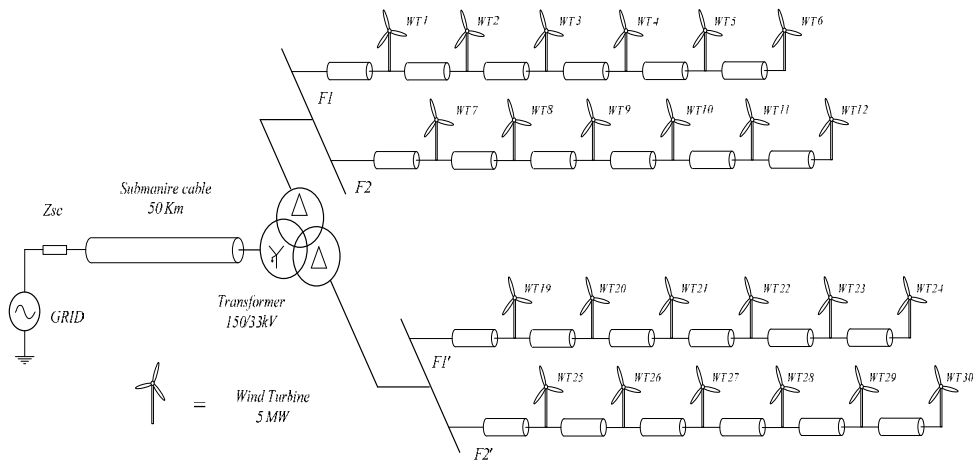 WT1 WT2 WT3 WT4 WT5 WT6
F1
WT7 WT8 WT9 WT10 WT11 WT12
F2
Submanire cable
50 Km
Zsc
GRID
Transformer
150/33kV
WT19 WT20 WT21 WT22 WT23 WT24
F1'
WT25 WT26 WT27 WT28 WT29 WT30
F2'
= Wind Turbine
5 MW